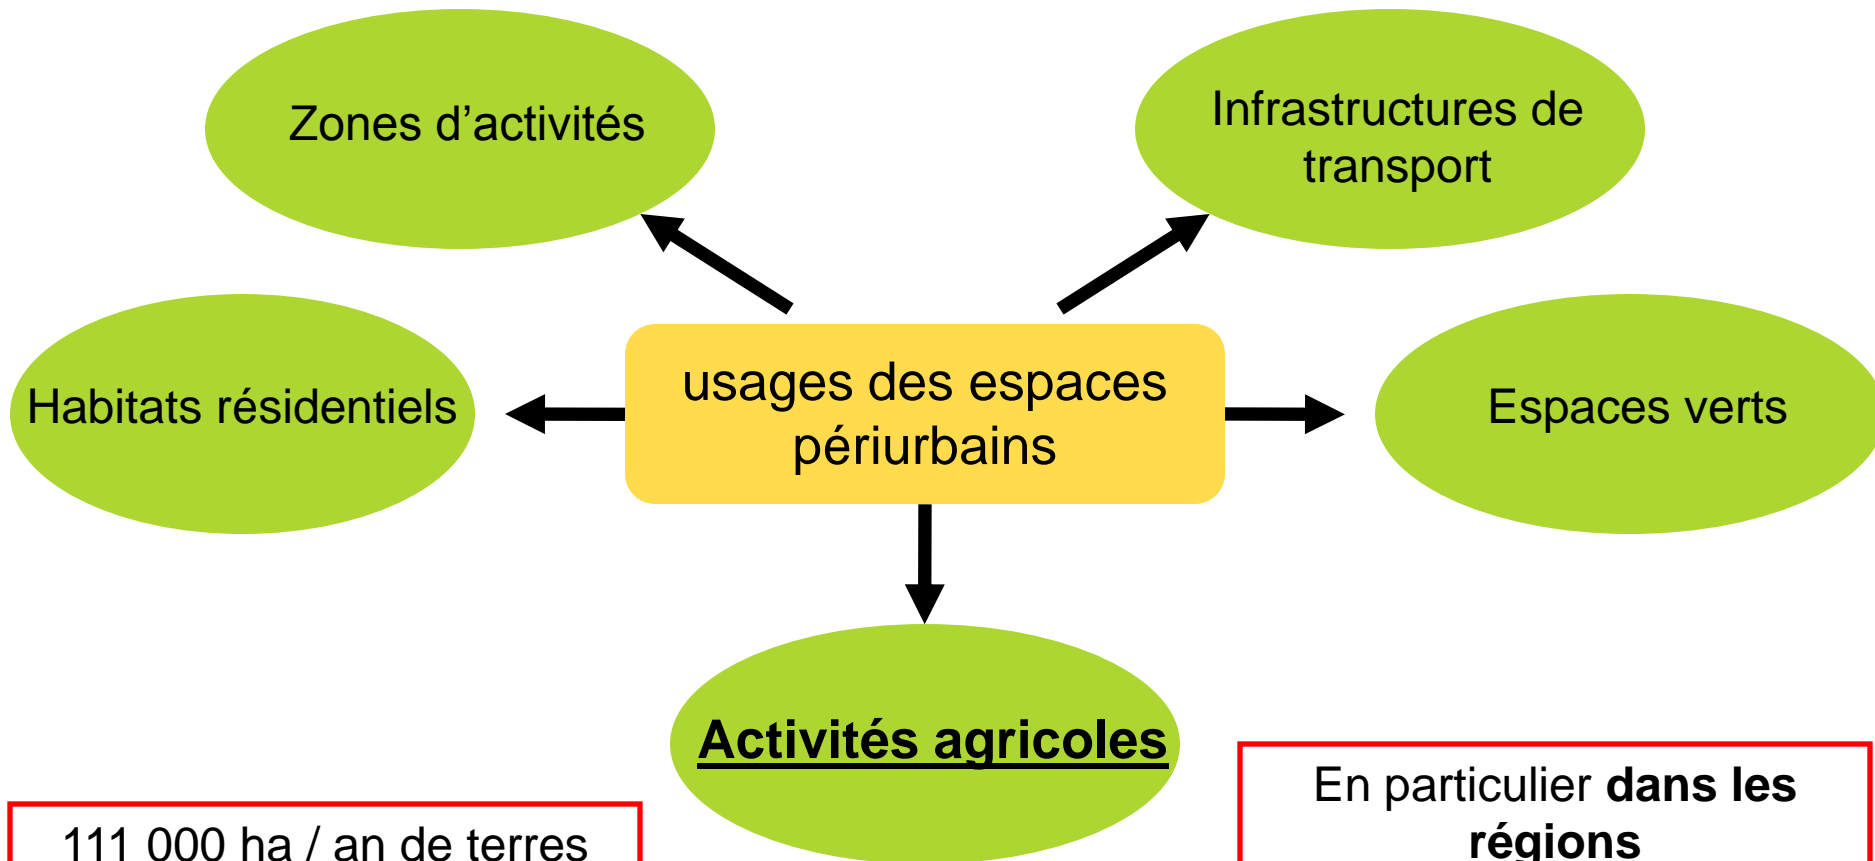 Zones d’activités
Infrastructures de
transport
Habitats résidentiels
usages des espaces
périurbains
Espaces verts
Activités agricoles
111 000 ha / an de terres
En particulier dans les
régions